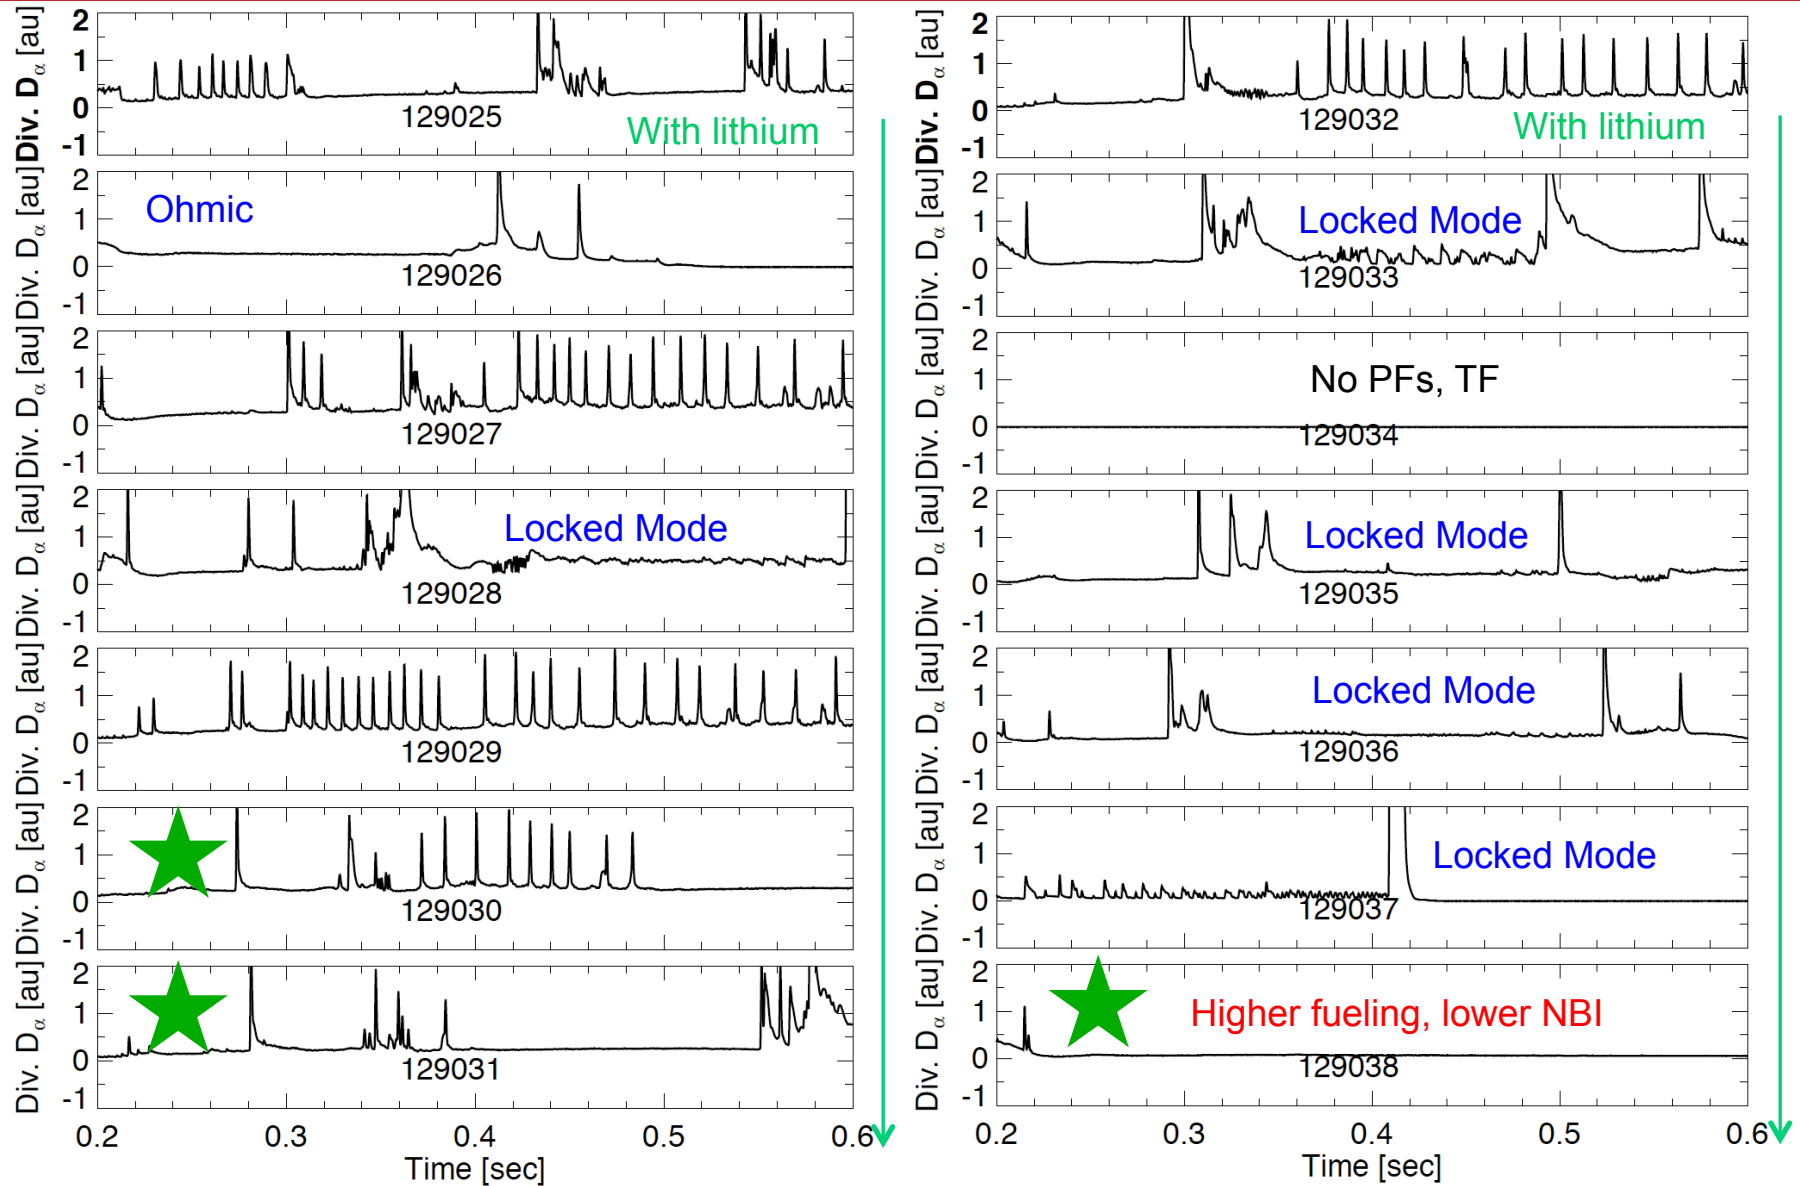 Div. Dα [au]
2
1
0
-1
129025
With lithium
Div. Dα [au]
2
1
0
-1
Ohmic
129026
Div. Dα [au]
2
1
0
-1
129027
Div. Dα [au]
2
1
0
-1
Locked Mode
129028
Div. Dα [au]
2
1
0
-1
129029
Div. Dα [au]
2
1
0
-1
129030
Div. Dα [au]
2
1
0
-1
129031
0.2 0.3 0.4 0.5 0.6
Time [sec]
Div. Dα [au]
2
1
0
-1
129032
With lithium
Div. Dα [au]
2
1
0
-1
Locked Mode
129033
Div. Dα [au]
2
1
0
-1
No PFs, TF
129034
Div. Dα [au]
2
1
0
-1
Locked Mode
129035
Div. Dα [au]
2
1
0
-1
Locked Mode
129036
Div. Dα [au]
2
1
0
-1
Locked Mode
129037
Div. Dα [au]
2
1
0
-1
Higher fueling, lower NBI
129038
0.2 0.3 0.4 0.5 0.6
Time [sec]